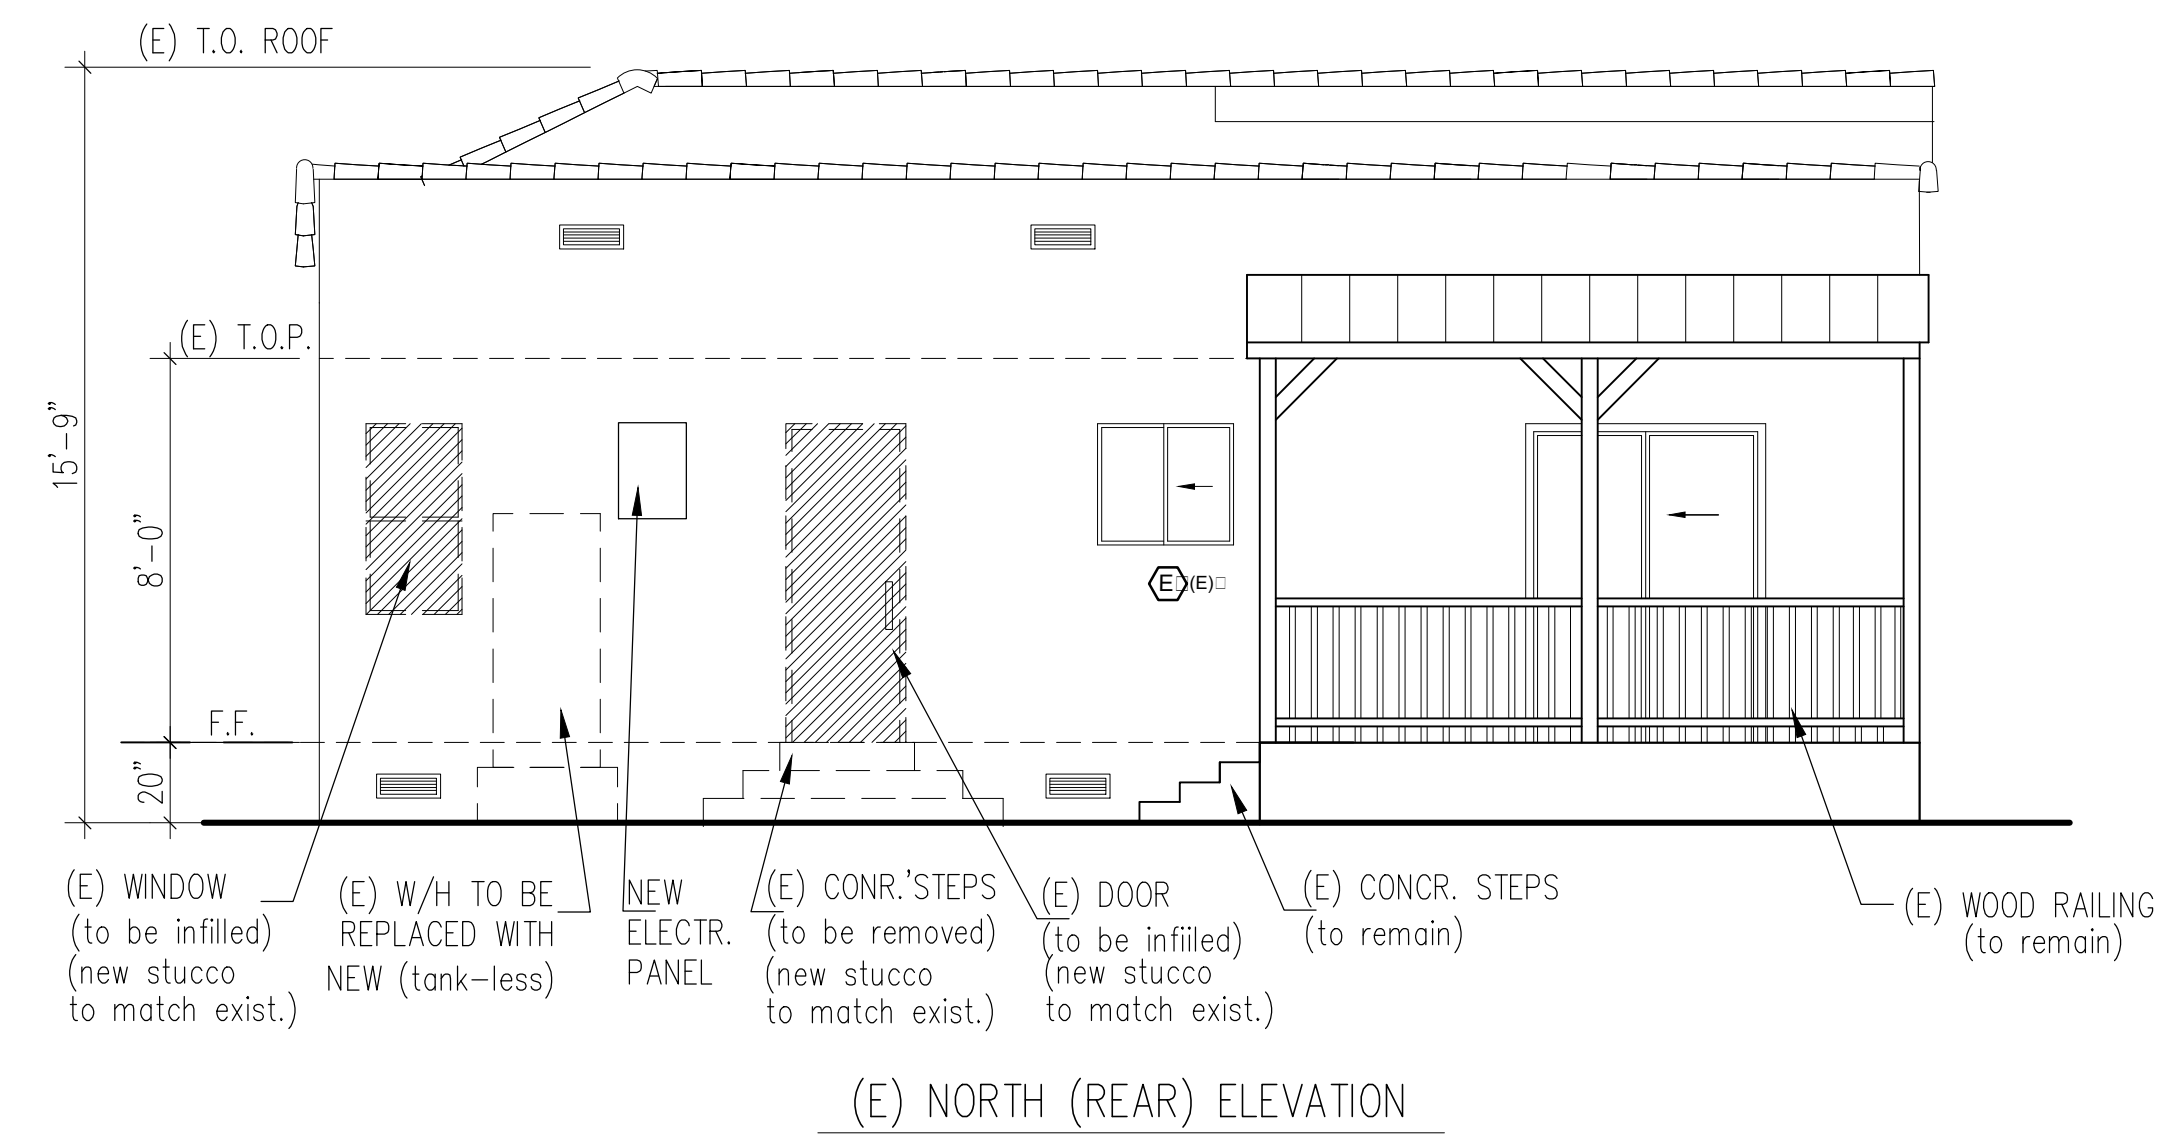 (E) T.O. ROOF
(E) T.O.P.
15'-9"
8'-0"
E (E)
F.F.
20"
(E) WINDOW
(to be infilled)
(new stucco
to match exist.)
(E) W/H TO BE
REPLACED WITH
NEW (tank-less)
NEW
ELECTR.
PANEL
(E) CONR.'STEPS
(to be removed)
(new stucco
to match exist.)
(E) DOOR
(to be infiiled)
(new stucco
to match exist.)
(E) CONCR. STEPS
(to remain)
(E) WOOD RAILING
(to remain)
(E) NORTH (REAR) ELEVATION